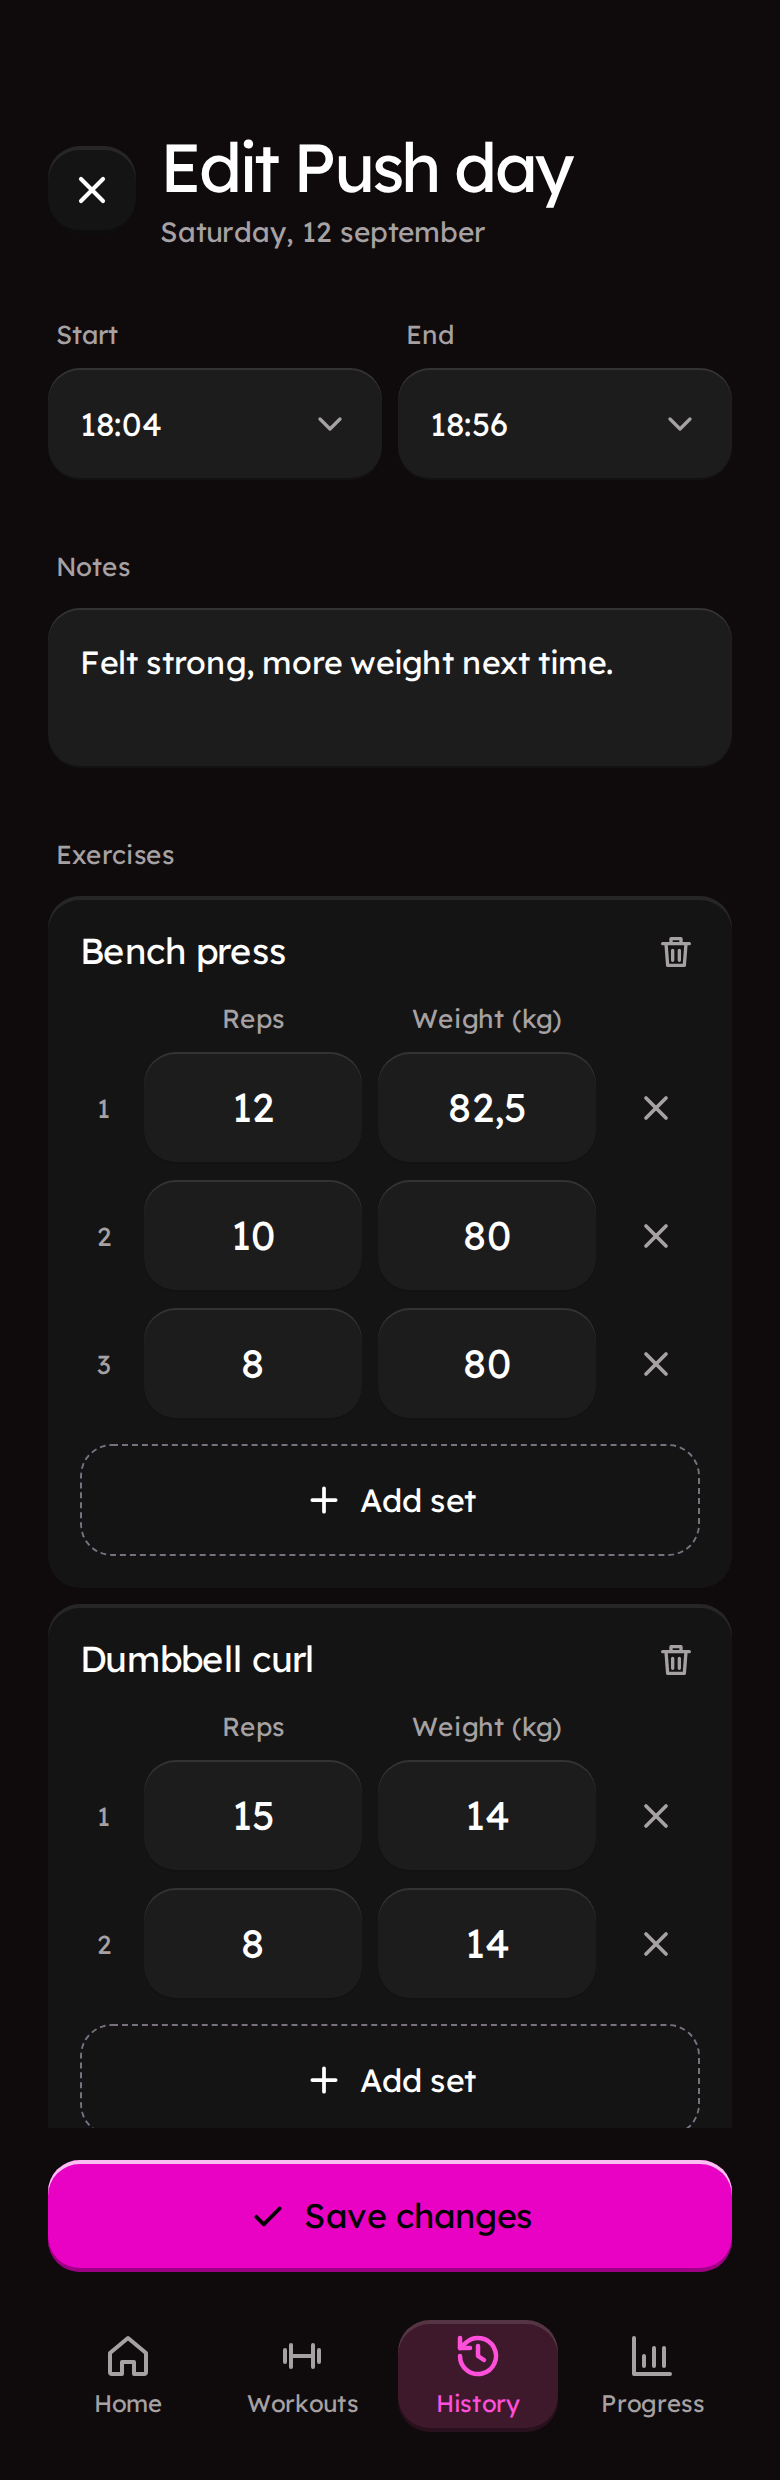 Edit Push day
Saturday, 12 september
Start End
18:04 18:56
Notes
Felt strong, more weight next time.
Exercises
Bench press
Reps Weight (kg)
1 12 82,5
2 10 80
3 8 80
Add set
Dumbbell curl
Reps Weight (kg)
1 15 14
2 8 14
Add set
Save changes
Home Workouts History Progress